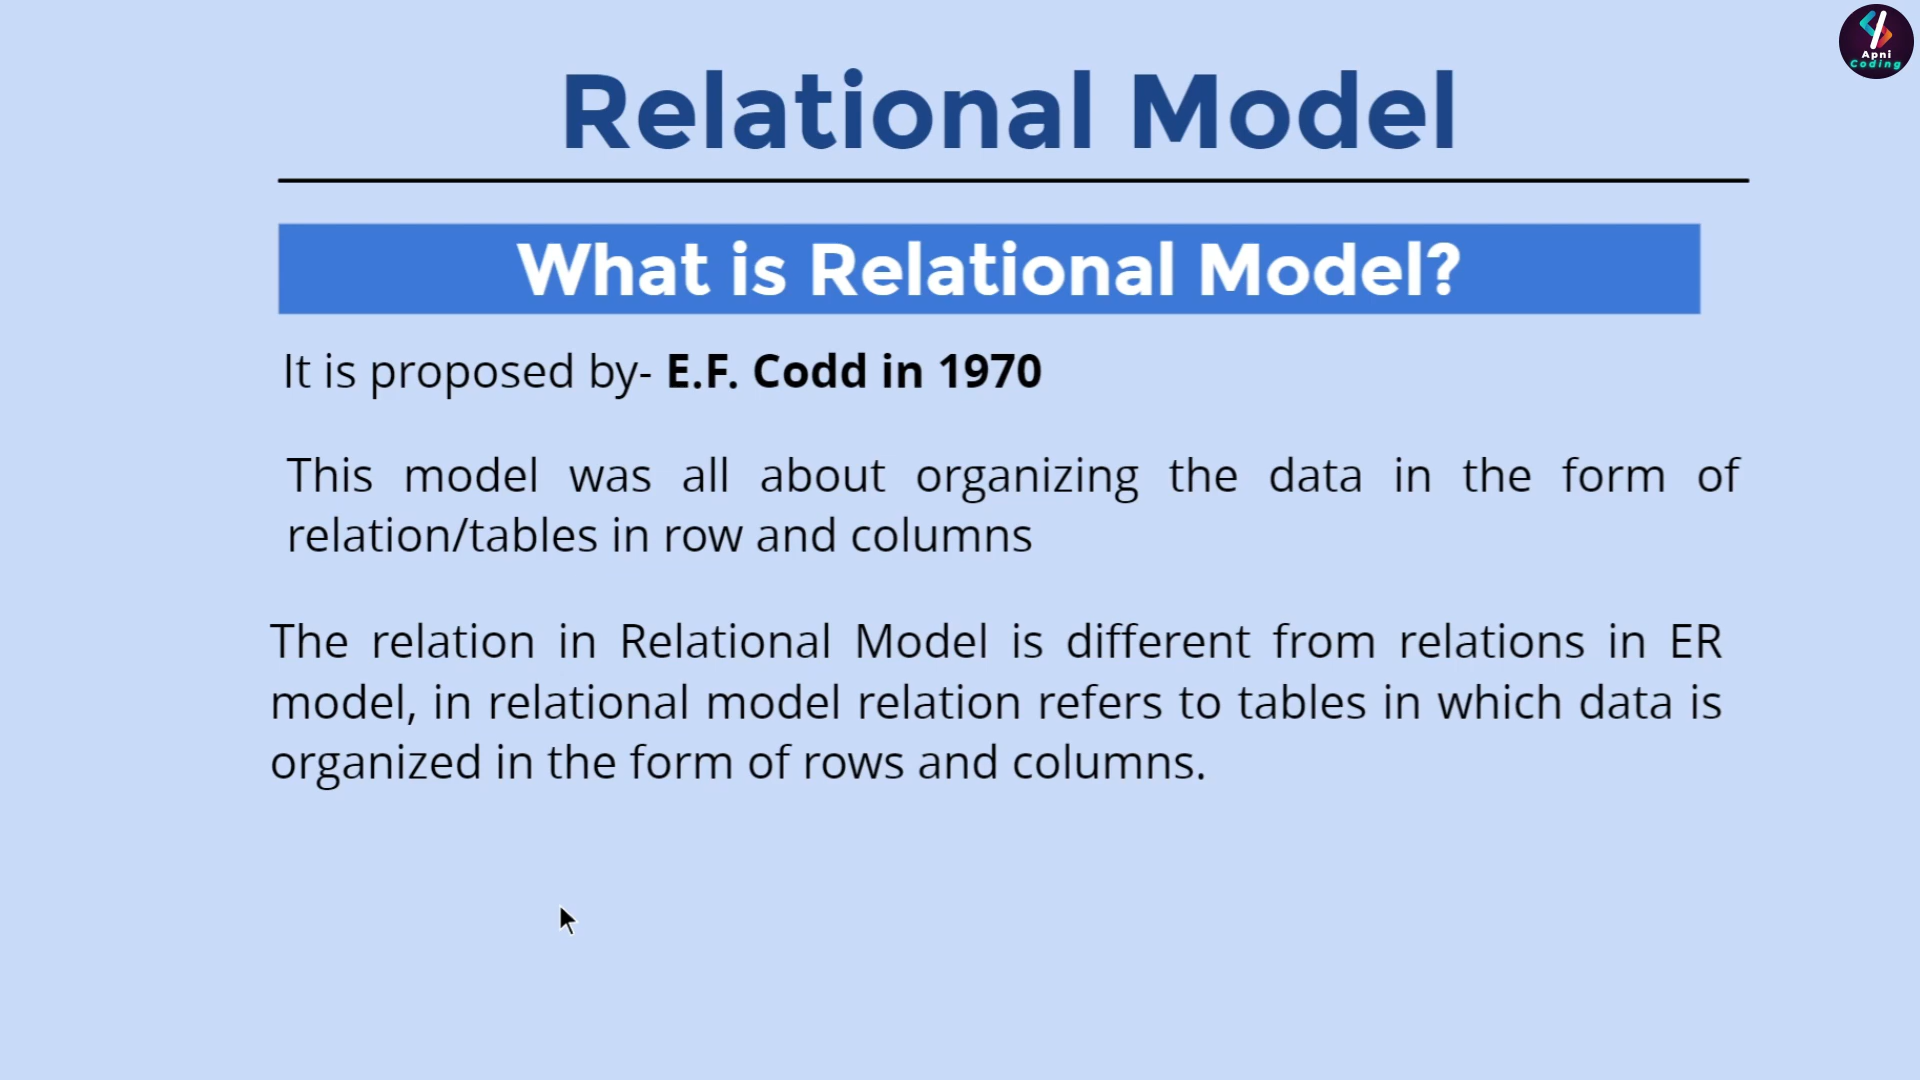 Apni
Coding
Relational Model
What is Relational Model?
It is proposed by- E.F. Codd in 1970
This model was all about organizing the data in the form of
relation/tables in row and columns
The relation in Relational Model is different from relations in ER
model, in relational model relation refers to tables in which data is
organized in the form of rows and columns.